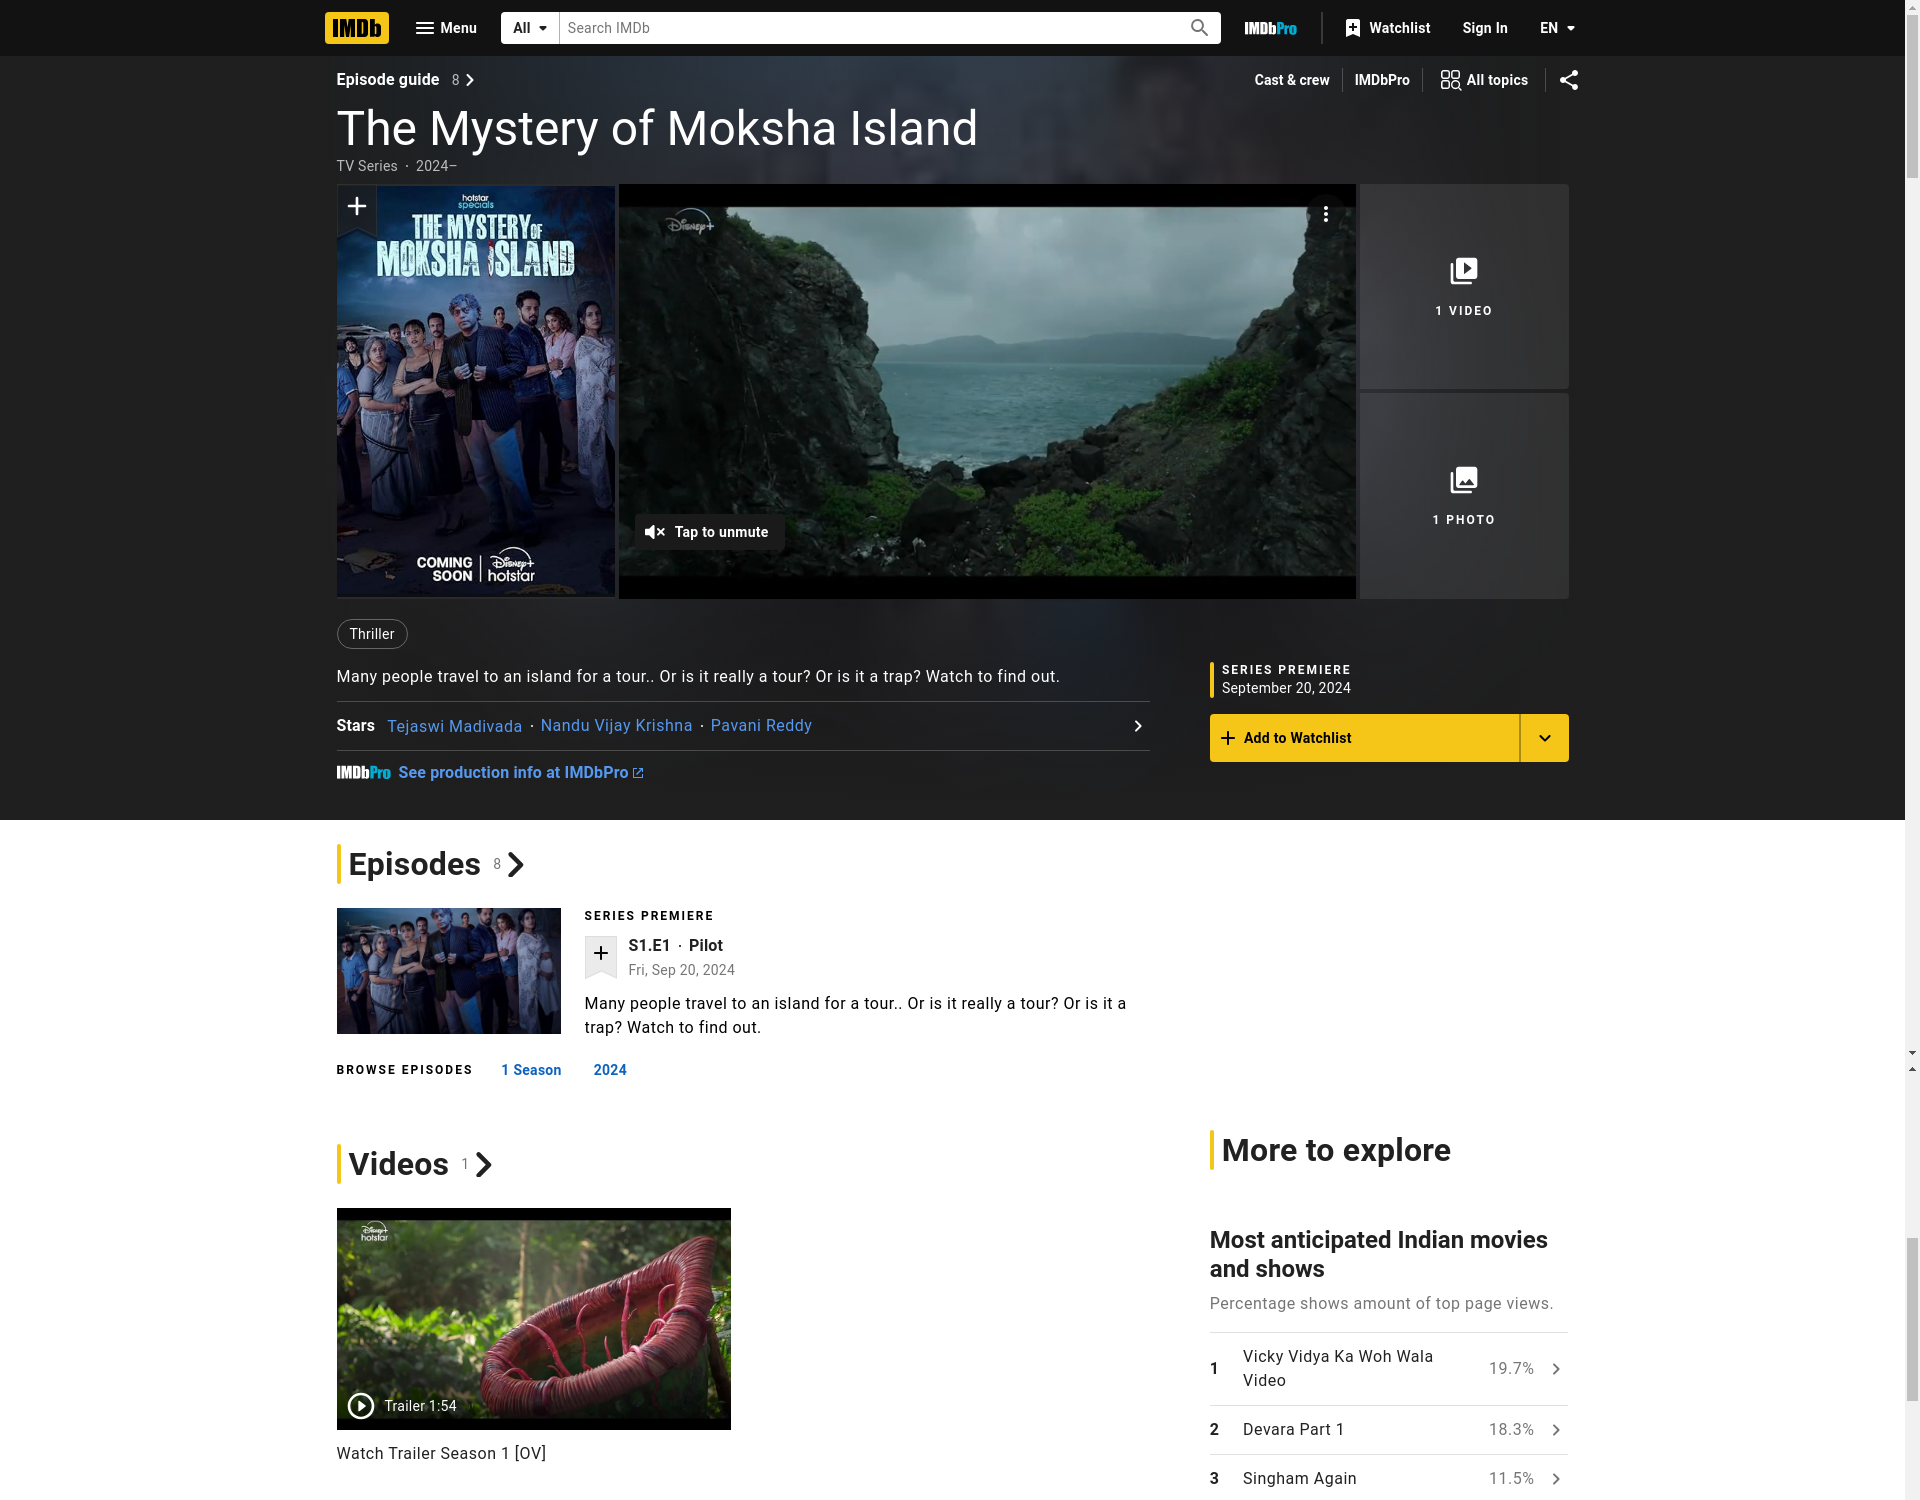 IMDb
Menu
All
Search IMDb
IMDbPro
Watchlist
Sign In
EN
Episode guide 8
Cast & crew
IMDbPro
All topics
The Mystery of Moksha Island
TV Series · 2024–
hotstar
specials
THE MYSTERY OF
MOKSHA ISLAND
COMING
SOON
Disney+
hotstar
Disney+
Tap to unmute
1 VIDEO
1 PHOTO
Thriller
Many people travel to an island for a tour.. Or is it really a tour? Or is it a trap? Watch to find out.
Stars Tejaswi Madivada · Nandu Vijay Krishna · Pavani Reddy
IMDbPro See production info at IMDbPro
SERIES PREMIERE
September 20, 2024
Add to Watchlist
Episodes 8
SERIES PREMIERE
S1.E1 · Pilot
Fri, Sep 20, 2024
Many people travel to an island for a tour.. Or is it really a tour? Or is it a
trap? Watch to find out.
BROWSE EPISODES 1 Season 2024
Videos 1
Disney+
hotstar
Trailer 1:54
Watch Trailer Season 1 [OV]
More to explore
Most anticipated Indian movies
and shows
Percentage shows amount of top page views.
1 Vicky Vidya Ka Woh Wala
Video 19.7%
2 Devara Part 1 18.3%
3 Singham Again 11.5%